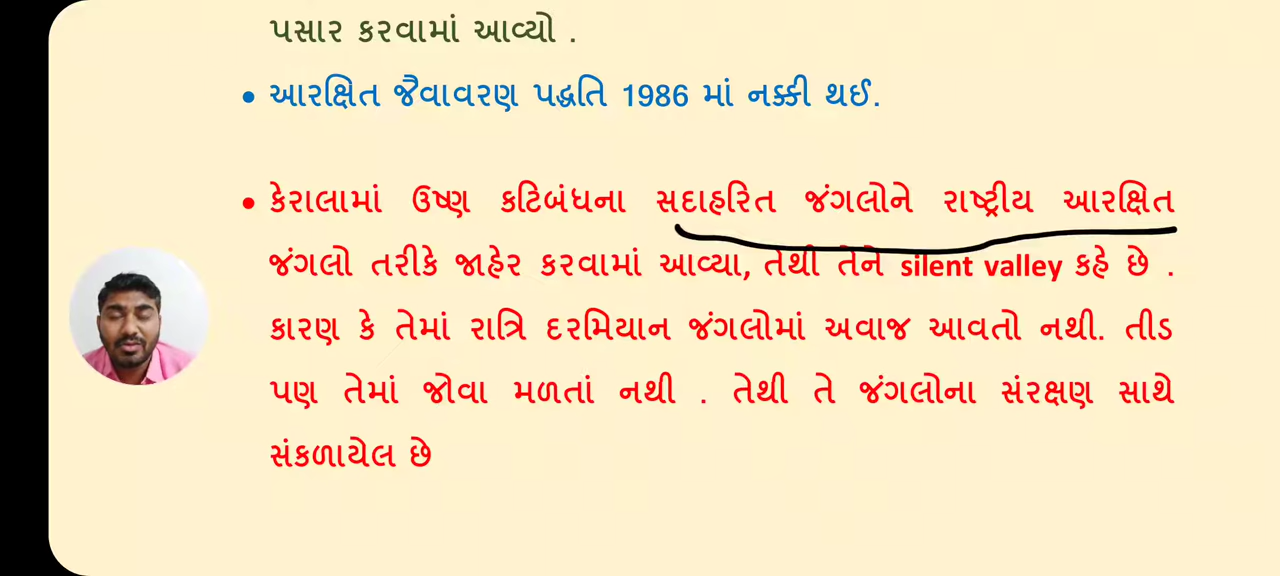 પસાર કરવામાં આવ્યો .
• આરક્ષિત જૈવાવરણ પદ્ધતિ 1986 માં નક્કી થઈ.
• કેરાલામાં ઉષ્ણ કટિબંધના સદાહરિત જંગલોને રાષ્ટ્રીય આરક્ષિત
જંગલો તરીકે જાહેર કરવામાં આવ્યા, તેથી તેને silent valley કહે છે .
કારણ કે તેમાં રાત્રિ દરમિયાન જંગલોમાં અવાજ આવતો નથી. તીડ
પણ તેમાં જોવા મળતાં નથી . તેથી તે જંગલોના સંરક્ષણ સાથે
સંકળાયેલ છે